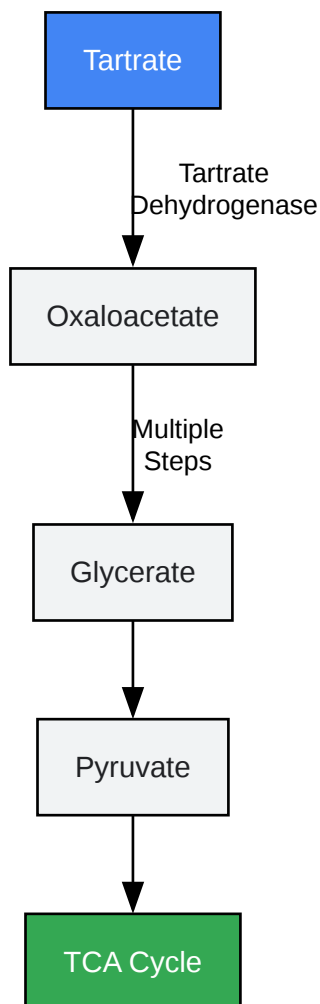 Tartrate
Tartrate
Dehydrogenase
Oxaloacetate
Multiple
Steps
Glycerate
Pyruvate
TCA Cycle